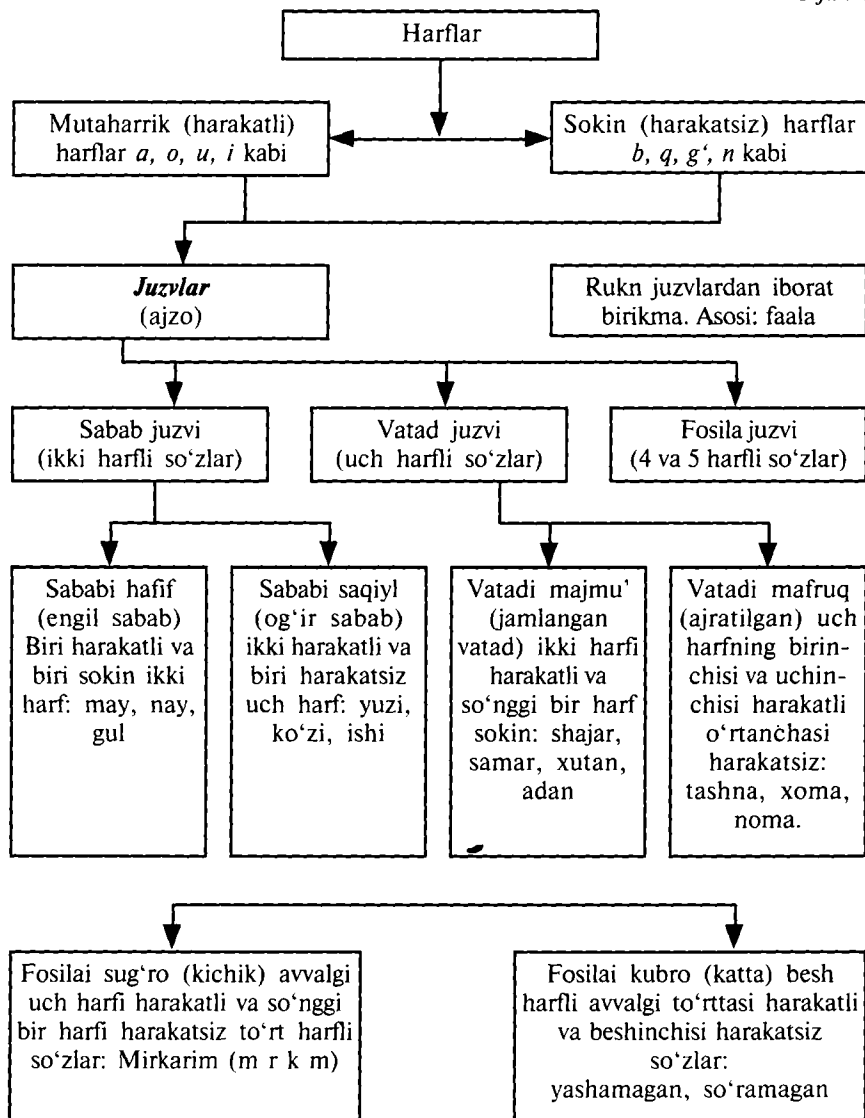 Harflar
Mutaharrik (harakatli)
harflar a, o, u, i kabi
Sokin (harakatsiz) harflar
b, q, g‘, n kabi
Juzvlar
(ajzo)
Rukn juzvlardan iborat
birikma. Asosi: faala
Sabab juzvi
(ikki harfli so‘zlar)
Vatad juzvi
(uch harfli so‘zlar)
Fosila juzvi
(4 va 5 harfli so‘zlar)
Sababi hafif
(engil sabab)
Biri harakatli va
biri sokin ikki
harf: may, nay,
gul
Sababi saqiyl
(og‘ir sabab)
ikki harakatli va
biri harakatsiz
uch harf: yuzi,
ko‘zi, ishi
Vatadi majmu’
(jamlangan
vatad) ikki harfi
harakatli va
so‘nggi bir harf
sokin: shajar,
samar, xutan,
adan
Vatadi mafruq
(ajratilgan) uch
harfning birin-
chisi va uchin-
chisi harakatli
o‘rtanchasi
harakatsiz:
tashna, xoma,
noma.
Fosilai sug‘ro (kichik) avvalgi
uch harfi harakatli va so‘nggi
bir harfi harakatsiz to‘rt harfli
so‘zlar: Mirkarim (m r k m)
Fosilai kubro (katta) besh
harfli avvalgi to‘rttasi harakatli
va beshinchisi harakatsiz
so‘zlar:
yashamagan, so‘ramagan